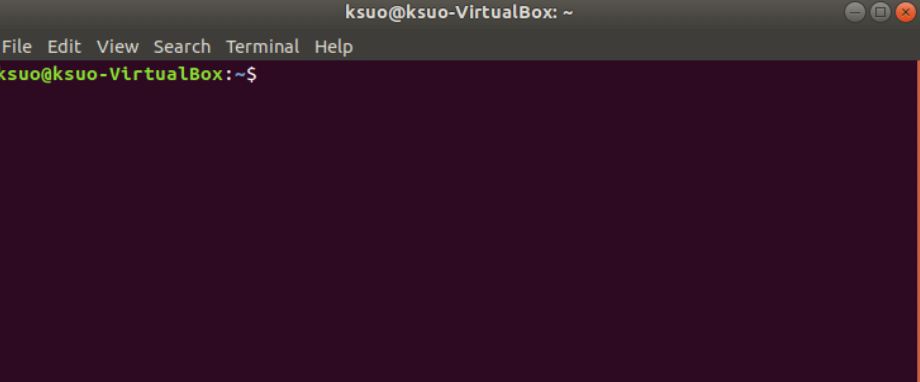 ksuo@ksuo-VirtualBox: ~
File Edit View Search Terminal Help
ksuo@ksuo-VirtualBox:~$